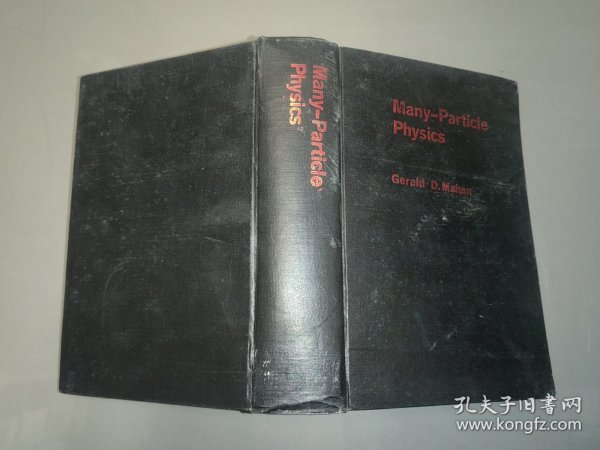 Many-Particle
Physics
Many-Particle
Physics
Gerald D. Mahan
孔夫子旧书网
www.kongfz.com